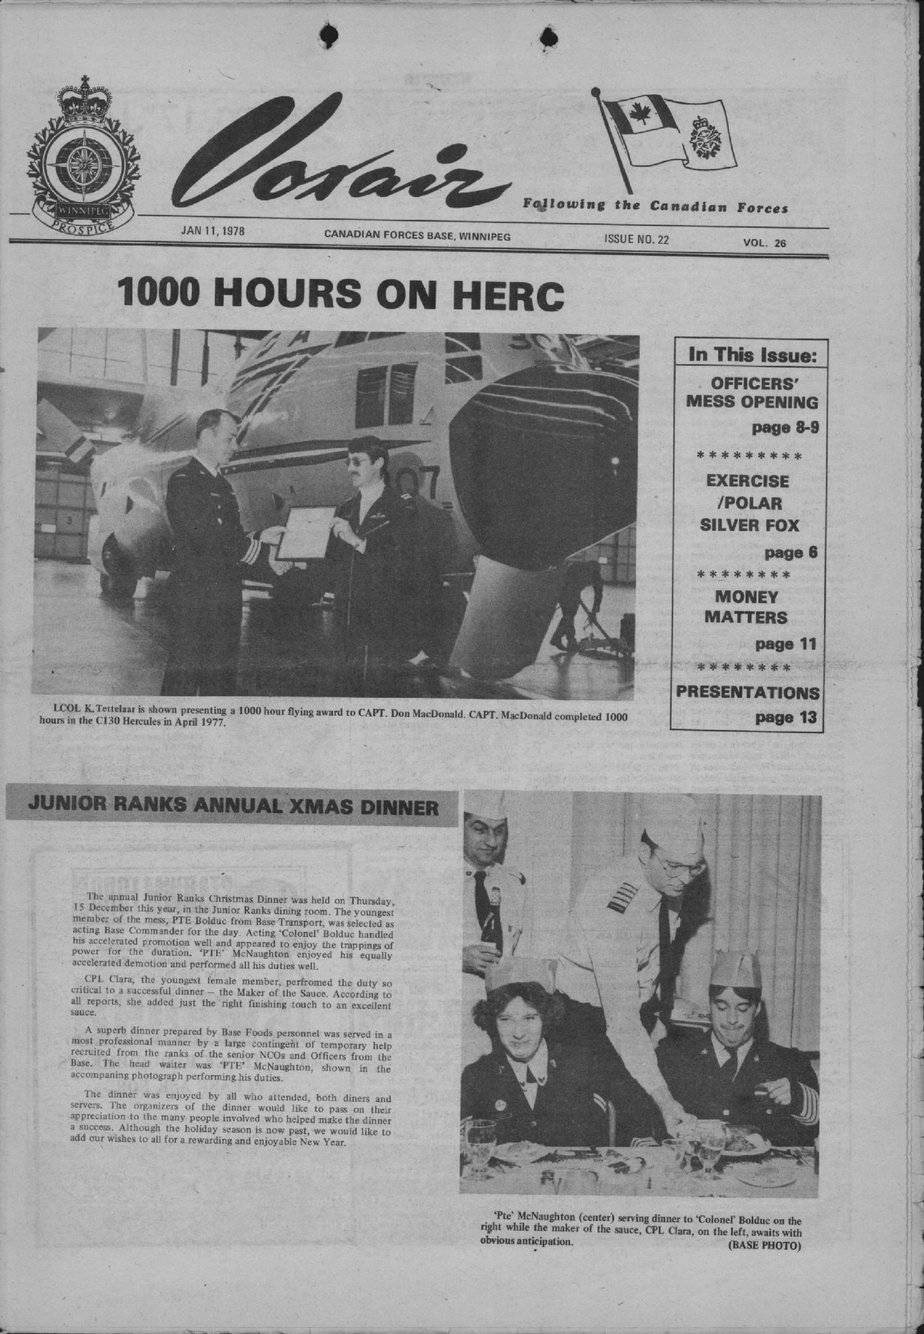 WINNIPEG
PROSPICE
Voxair
Following the Canadian Forces
JAN 11, 1978
CANADIAN FORCES BASE, WINNIPEG
ISSUE NO. 22
VOL. 26
1000 HOURS ON HERC
30
307
LCOL K. Tettelaar is shown presenting a 1000 hour flying award to CAPT. Don MacDonald. CAPT. MacDonald completed 1000
hours in the C130 Hercules in April 1977.
In This Issue:
OFFICERS'
MESS OPENING
page 8-9
* * * * * * * * *
EXERCISE
/POLAR
SILVER FOX
page 6
* * * * * * * *
MONEY
MATTERS
page 11
* * * * * * * *
PRESENTATIONS
page 13
JUNIOR RANKS ANNUAL XMAS DINNER
The annual Junior Ranks Christmas Dinner was held on Thursday,
15 December this year, in the Junior Ranks dining room. The youngest
member of the mess, PTE Bolduc from Base Transport, was selected as
acting Base Commander for the day. Acting 'Colonel' Bolduc handled
his accelerated promotion well and appeared to enjoy the trappings of
power for the duration. 'PTE' McNaughton enjoyed his equally
accelerated demotion and performed all his duties well.
CPL Clara, the youngest female member, perfromed the duty so
critical to a successful dinner — the Maker of the Sauce. According to
all reports, she added just the right finishing touch to an excellent
sauce.
A superb dinner prepared by Base Foods personnel was served in a
most professional manner by a large contingent of temporary help
recruited from the ranks of the senior NCOs and Officers from the
Base. The head waiter was 'PTE' McNaughton, shown in the
accompaning photograph performing his duties.
The dinner was enjoyed by all who attended, both diners and
servers. The organizers of the dinner would like to pass on their
appreciation to the many people involved who helped make the dinner
a success. Although the holiday season is now past, we would like to
add our wishes to all for a rewarding and enjoyable New Year.
'Pte' McNaughton (center) serving dinner to 'Colonel' Bolduc on the
right while the maker of the sauce, CPL Clara, on the left, awaits with
obvious anticipation. (BASE PHOTO)